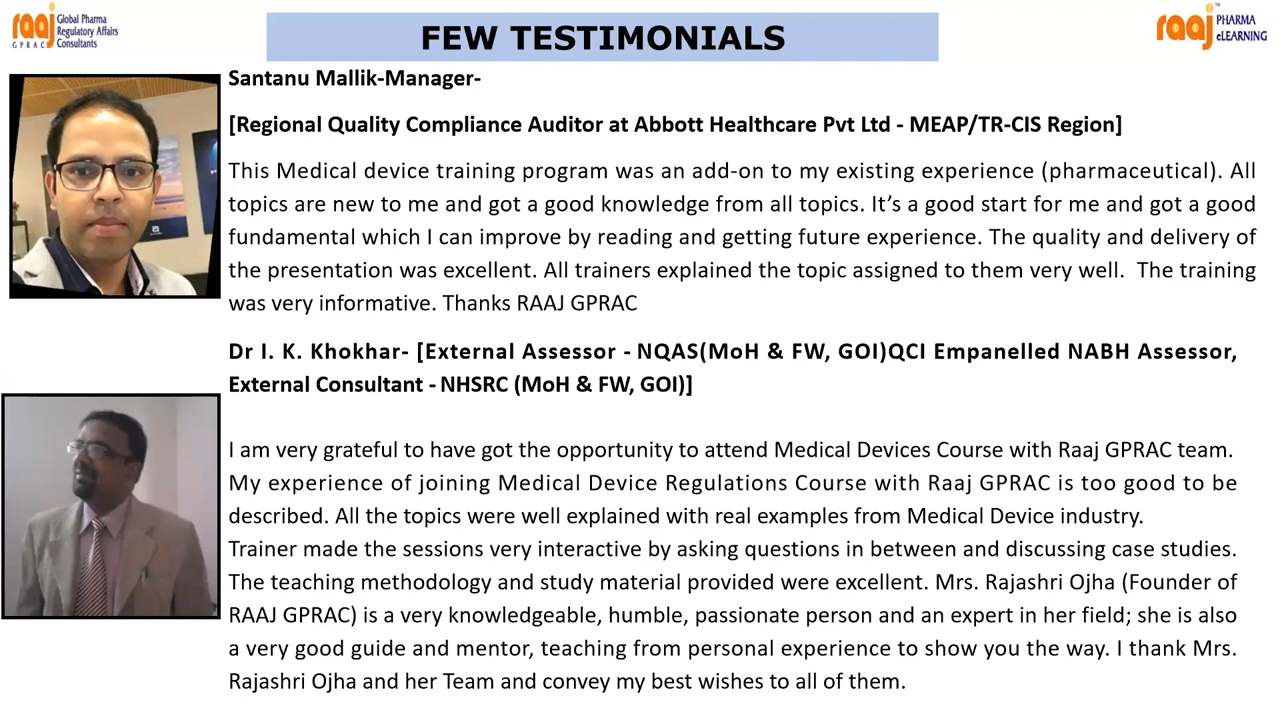 raaj
GPRAC
Global Pharma
Regulatory Affairs
Consultants
FEW TESTIMONIALS
raaj™
PHARMA
eLEARNING
Santanu Mallik-Manager-
[Regional Quality Compliance Auditor at Abbott Healthcare Pvt Ltd - MEAP/TR-CIS Region]
This Medical device training program was an add-on to my existing experience (pharmaceutical). All
topics are new to me and got a good knowledge from all topics. It’s a good start for me and got a good
fundamental which I can improve by reading and getting future experience. The quality and delivery of
the presentation was excellent. All trainers explained the topic assigned to them very well. The training
was very informative. Thanks RAAJ GPRAC
Dr I. K. Khokhar- [External Assessor - NQAS(MoH & FW, GOI)QCI Empanelled NABH Assessor,
External Consultant - NHSRC (MoH & FW, GOI)]
I am very grateful to have got the opportunity to attend Medical Devices Course with Raaj GPRAC team.
My experience of joining Medical Device Regulations Course with Raaj GPRAC is too good to be
described. All the topics were well explained with real examples from Medical Device industry.
Trainer made the sessions very interactive by asking questions in between and discussing case studies.
The teaching methodology and study material provided were excellent. Mrs. Rajashri Ojha (Founder of
RAAJ GPRAC) is a very knowledgeable, humble, passionate person and an expert in her field; she is also
a very good guide and mentor, teaching from personal experience to show you the way. I thank Mrs.
Rajashri Ojha and her Team and convey my best wishes to all of them.